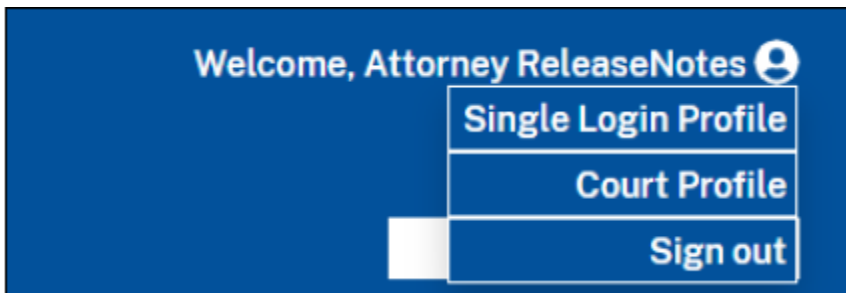 Welcome, Attorney ReleaseNotes
Single Login Profile
Court Profile
Sign out